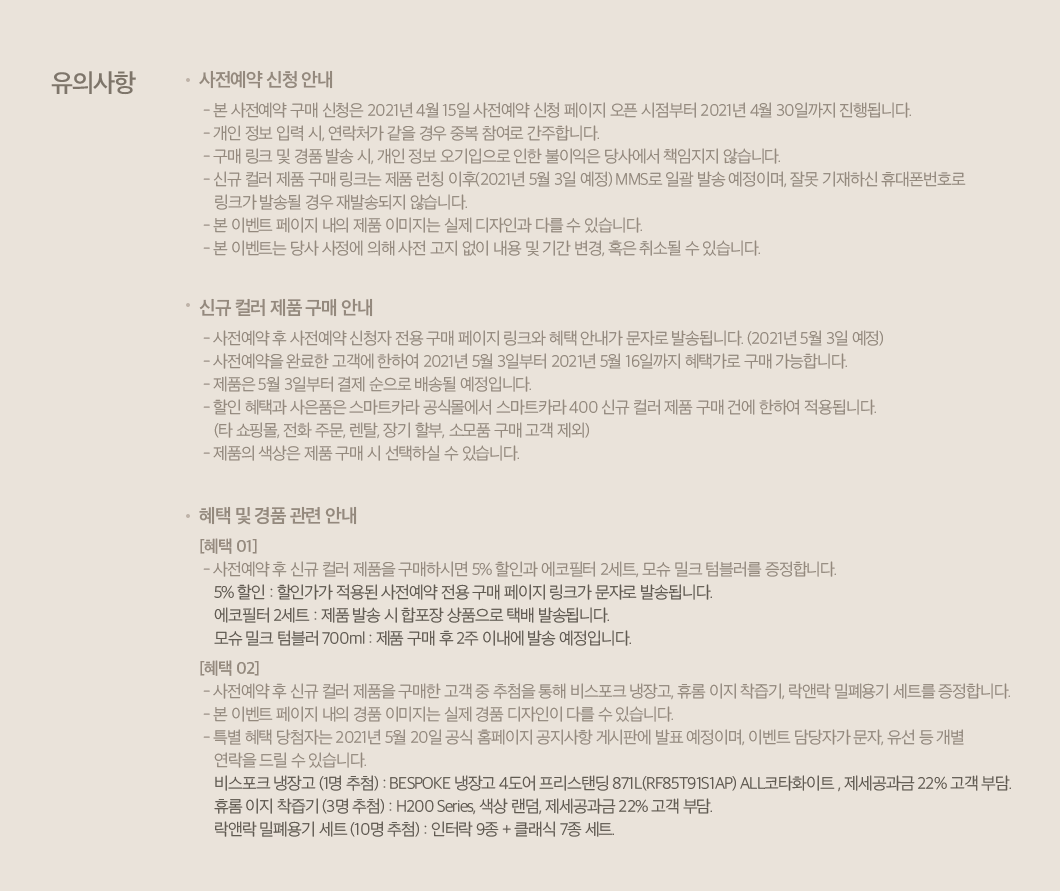 유의사항
• 사전예약 신청 안내
- 본 사전예약 구매 신청은 2021년 4월 15일 사전예약 신청 페이지 오픈 시점부터 2021년 4월 30일까지 진행됩니다.
- 개인 정보 입력 시, 연락처가 같을 경우 중복 참여로 간주합니다.
- 구매 링크 및 경품 발송 시, 개인 정보 오기입으로 인한 불이익은 당사에서 책임지지 않습니다.
- 신규 컬러 제품 구매 링크는 제품 런칭 이후(2021년 5월 3일 예정) MMS로 일괄 발송 예정이며, 잘못 기재하신 휴대폰번호로
링크가 발송될 경우 재발송되지 않습니다.
- 본 이벤트 페이지 내의 제품 이미지는 실제 디자인과 다를 수 있습니다.
- 본 이벤트는 당사 사정에 의해 사전 고지 없이 내용 및 기간 변경, 혹은 취소될 수 있습니다.
• 신규 컬러 제품 구매 안내
- 사전예약 후 사전예약 신청자 전용 구매 페이지 링크와 혜택 안내가 문자로 발송됩니다. (2021년 5월 3일 예정)
- 사전예약을 완료한 고객에 한하여 2021년 5월 3일부터 2021년 5월 16일까지 혜택가로 구매 가능합니다.
- 제품은 5월 3일부터 결제 순으로 배송될 예정입니다.
- 할인 혜택과 사은품은 스마트카라 공식몰에서 스마트카라 400 신규 컬러 제품 구매 건에 한하여 적용됩니다.
(타 쇼핑몰, 전화 주문, 렌탈, 장기 할부, 소모품 구매 고객 제외)
- 제품의 색상은 제품 구매 시 선택하실 수 있습니다.
• 혜택 및 경품 관련 안내
[혜택 01]
- 사전예약 후 신규 컬러 제품을 구매하시면 5% 할인과 에코필터 2세트, 모슈 밀크 텀블러를 증정합니다.
5% 할인 : 할인가가 적용된 사전예약 전용 구매 페이지 링크가 문자로 발송됩니다.
에코필터 2세트 : 제품 발송 시 합포장 상품으로 택배 발송됩니다.
모슈 밀크 텀블러 700ml : 제품 구매 후 2주 이내에 발송 예정입니다.
[혜택 02]
- 사전예약 후 신규 컬러 제품을 구매한 고객 중 추첨을 통해 비스포크 냉장고, 휴롬 이지 착즙기, 락앤락 밀폐용기 세트를 증정합니다.
- 본 이벤트 페이지 내의 경품 이미지는 실제 경품 디자인이 다를 수 있습니다.
- 특별 혜택 당첨자는 2021년 5월 20일 공식 홈페이지 공지사항 게시판에 발표 예정이며, 이벤트 담당자가 문자, 유선 등 개별
연락을 드릴 수 있습니다.
비스포크 냉장고 (1명 추첨) : BESPOKE 냉장고 4도어 프리스탠딩 871L(RF85T91S1AP) ALL코타화이트 , 제세공과금 22% 고객 부담.
휴롬 이지 착즙기 (3명 추첨) : H200 Series, 색상 랜덤, 제세공과금 22% 고객 부담.
락앤락 밀폐용기 세트 (10명 추첨) : 인터락 9종 + 클래식 7종 세트.